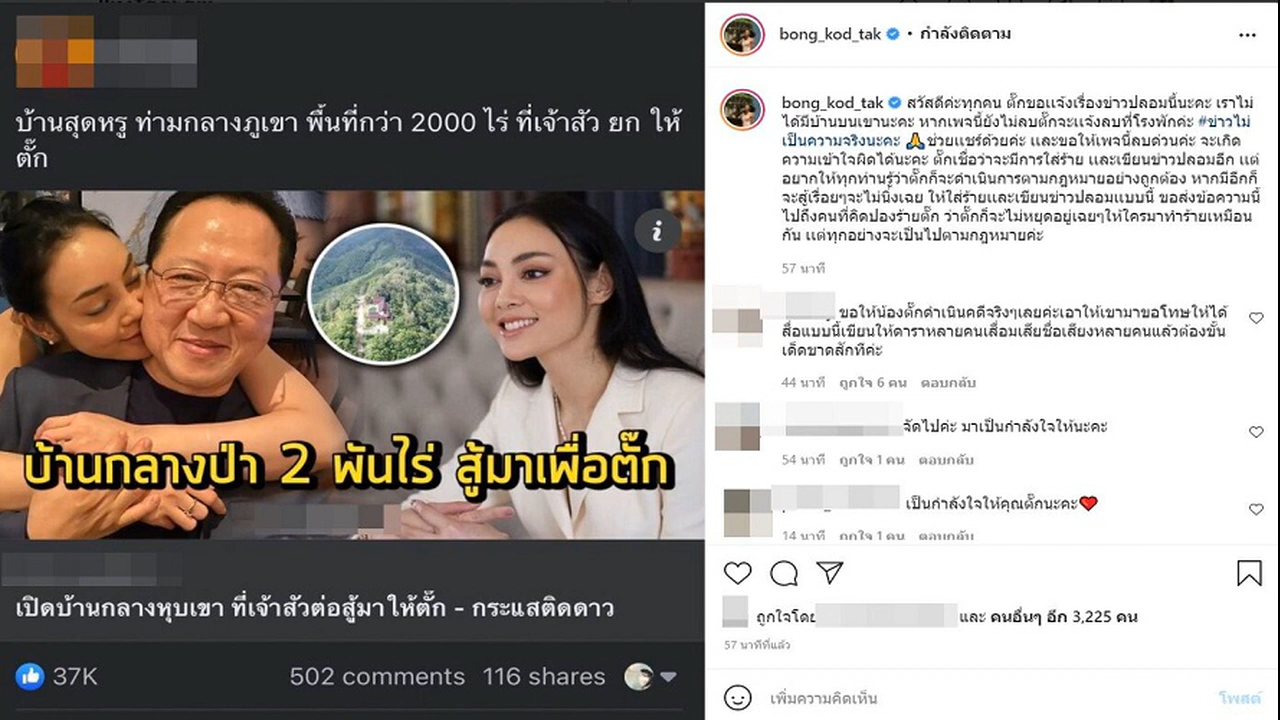 บ้านสุดหรู ท่ามกลางภูเขา พื้นที่กว่า 2000 ไร่ ที่เจ้าสัว ยก ให้
ตั๊ก
i
บ้านกลางป่า 2 พันไร่ สู้มาเพื่อตั๊ก
เปิดบ้านกลางหุบเขา ที่เจ้าสัวต่อสู้มาให้ตั๊ก - กระแสติดดาว
37K 502 comments 116 shares
bong_kod_tak • กำลังติดตาม
bong_kod_tak สวัสดีค่ะทุกคน ตั๊กขอแจ้งเรื่องข่าวปลอมนี้นะคะ เราไม่
ได้มีบ้านบนเขานะคะ หากเพจนี้ยังไม่ลบตั๊กจะแจ้งลบที่โรงพักค่ะ #ข่าวไม่
เป็นความจริงนะคะ 🙏ช่วยแชร์ด้วยค่ะ และขอให้เพจนี้ลบด่วนค่ะ จะเกิด
ความเข้าใจผิดได้นะคะ ตั๊กเชื่อว่าจะมีการใส่ร้าย และเขียนข่าวปลอมอีก แต่
อยากให้ทุกท่านรู้ว่าตั๊กก็จะดำเนินการตามกฎหมายอย่างถูกต้อง หากมีอีกก็
จะสู้เรื่อยๆจะไม่นิ่งเฉย ให้ใส่ร้ายและเขียนข่าวปลอมแบบนี้ ขอส่งข้อความนี้
ไปถึงคนที่คิดปองร้ายตั๊ก ว่าตั๊กก็จะไม่หยุดอยู่เฉยๆให้ใครมาทำร้ายเหมือน
กัน แต่ทุกอย่างจะเป็นไปตามกฎหมายค่ะ
57 นาที
ขอให้น้องตั๊กดำเนินคดีจริงๆเลยค่ะเอาให้เขามาขอโทษให้ได้
สื่อแบบนี้เขียนให้ดาราหลายคนเสื่อมเสียชื่อเสียงหลายคนแล้วต้องขั้น
เด็ดขาดสักทีค่ะ
44 นาที ถูกใจ 6 คน ตอบกลับ
จัดไปค่ะ มาเป็นกำลังใจให้นะคะ
54 นาที ถูกใจ 1 คน ตอบกลับ
เป็นกำลังใจให้คุณตั๊กนะคะ❤️
14 นาที ถูกใจ 1 คน ตอบกลับ
ถูกใจโดย และ คนอื่นๆ อีก 3,225 คน
57 นาทีที่แล้ว
เพิ่มความคิดเห็น โพสต์